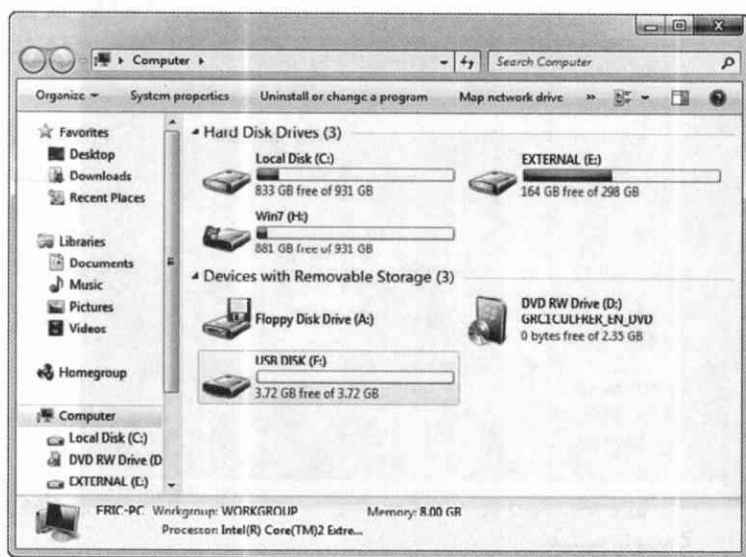 Computer
Search Computer
Organize System properties Uninstall or change a program Map network drive »
Favorites
Desktop
Downloads
Recent Places
Libraries
Documents
Music
Pictures
Videos
Homegroup
Computer
Local Disk (C:)
DVD RW Drive (D
EXTERNAL (E:)
Hard Disk Drives (3)
Local Disk (C:)
833 GB free of 931 GB
EXTERNAL (E:)
164 GB free of 298 GB
Win7 (H:)
881 GB free of 931 GB
Devices with Removable Storage (3)
Floppy Disk Drive (A:)
DVD RW Drive (D:)
GRC1CULFRER_EN_DVD
0 bytes free of 2.35 GB
USB DISK (F:)
3.72 GB free of 3.72 GB
ERIC-PC Workgroup: WORKGROUP Memory: 8.00 GB
Processor: Intel(R) Core(TM)2 Extre...